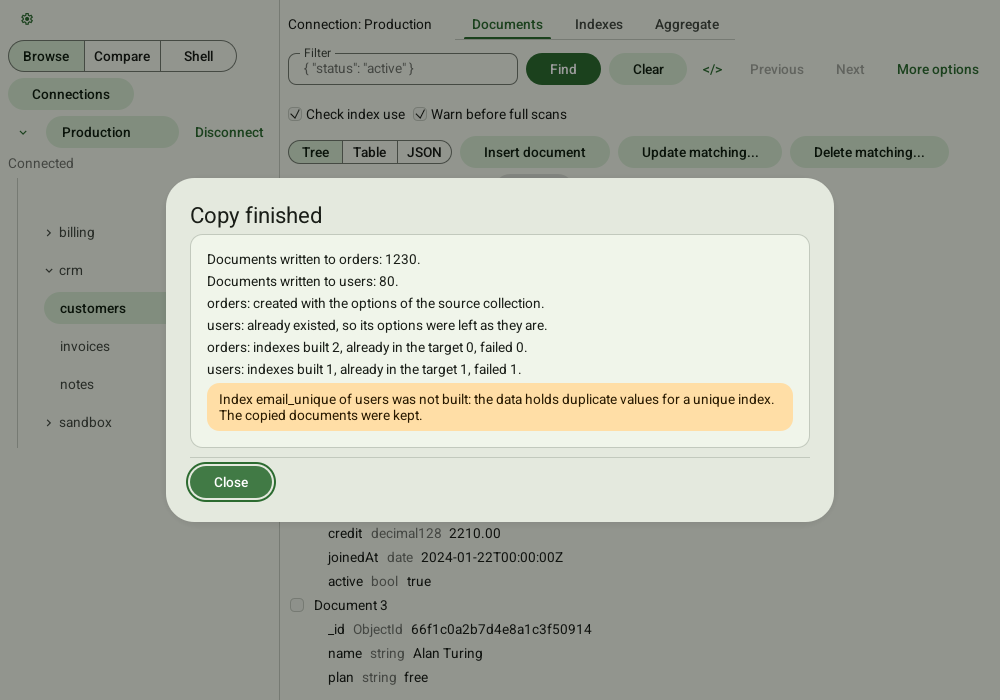 Browse Compare Shell
Connections
Production Disconnect
Connected
billing
crm
customers
invoices
notes
sandbox
Connection: Production Documents Indexes Aggregate
Filter
{ "status": "active" } Find Clear </> Previous Next More options
Check index use Warn before full scans
Tree Table JSON Insert document Update matching... Delete matching...
Copy finished
Documents written to orders: 1230.
Documents written to users: 80.
orders: created with the options of the source collection.
users: already existed, so its options were left as they are.
orders: indexes built 2, already in the target 0, failed 0.
users: indexes built 1, already in the target 1, failed 1.
Index email_unique of users was not built: the data holds duplicate values for a unique index.
The copied documents were kept.
Close
credit decimal128 2210.00
joinedAt date 2024-01-22T00:00:00Z
active bool true
Document 3
_id ObjectId 66f1c0a2b7d4e8a1c3f50914
name string Alan Turing
plan string free